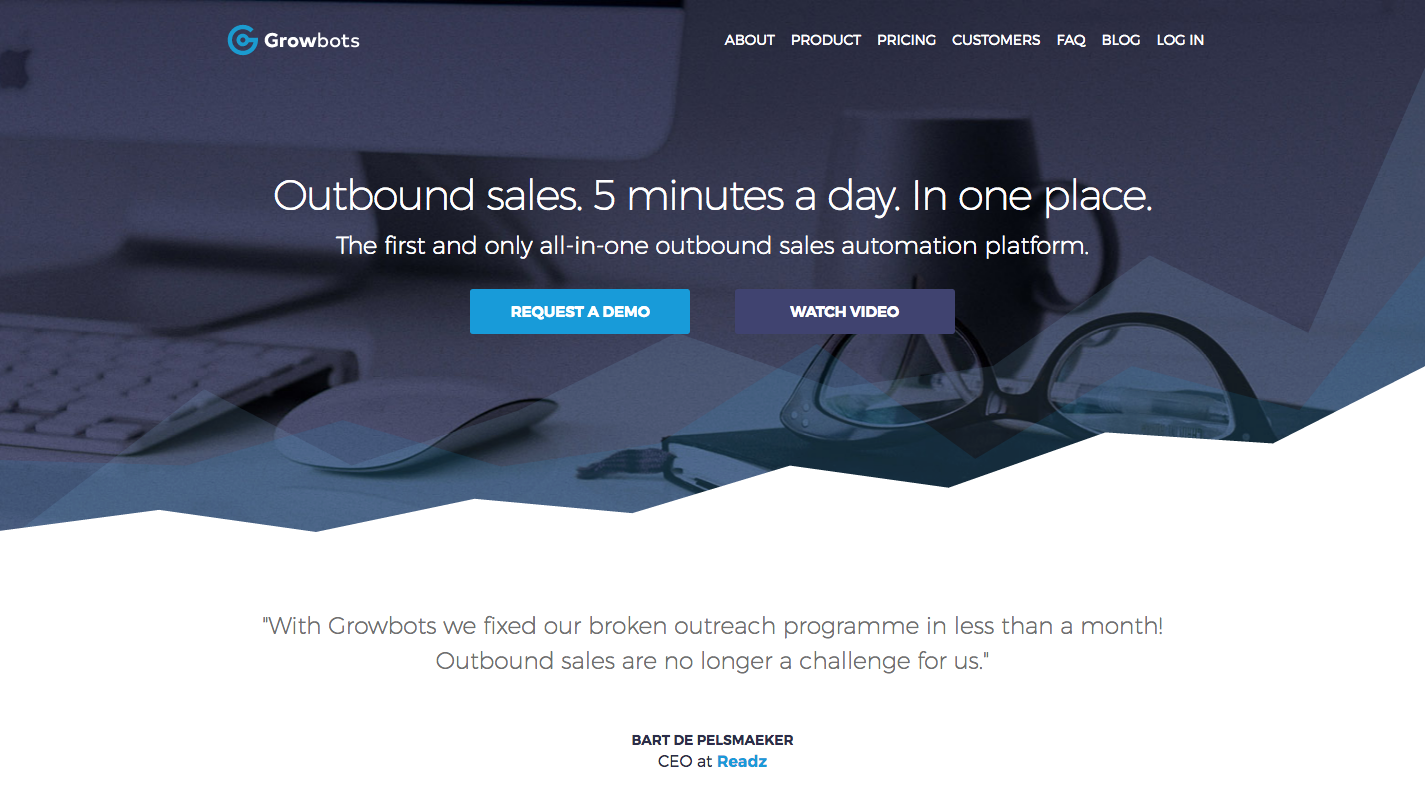 Growbots
ABOUT PRODUCT PRICING CUSTOMERS FAQ BLOG LOG IN
Outbound sales. 5 minutes a day. In one place.
The first and only all-in-one outbound sales automation platform.
REQUEST A DEMO WATCH VIDEO
"With Growbots we fixed our broken outreach programme in less than a month!
Outbound sales are no longer a challenge for us."
BART DE PELSMAEKER
CEO at Readz